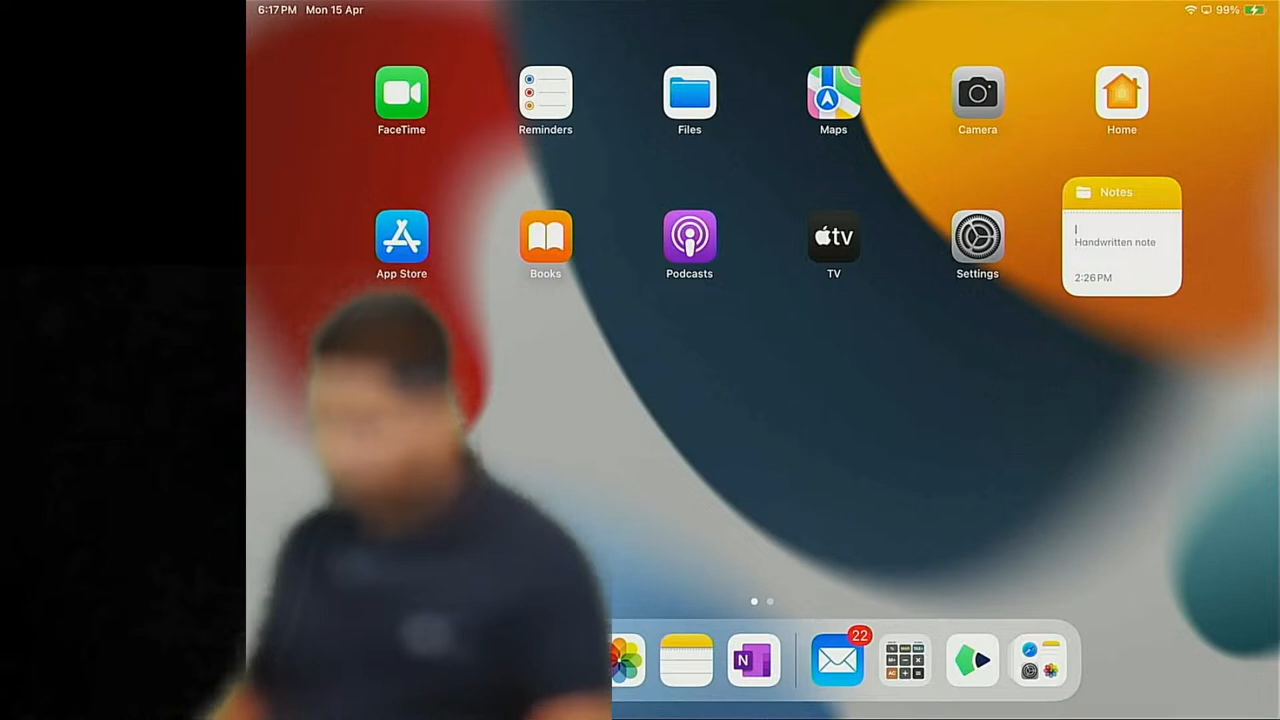 6:17 PM Mon 15 Apr
99%
FaceTime
Reminders
Files
Maps
Camera
Home
Notes
Handwritten note
2:26 PM
App Store
Books
Podcasts
tv
TV
Settings
22
N